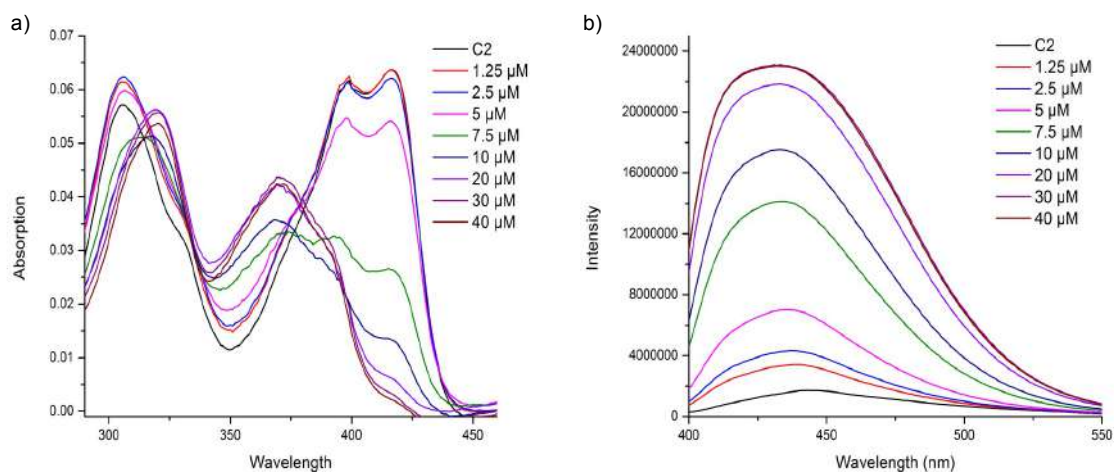 a)
0.07
0.06
0.05
0.04
0.03
0.02
0.01
0.00
Absorption
300
350
400
450
Wavelength
C2
1.25 µM
2.5 µM
5 µM
7.5 µM
10 µM
20 µM
30 µM
40 µM
b)
24000000
20000000
16000000
12000000
8000000
4000000
0
Intensity
400
450
500
550
Wavelength (nm)
C2
1.25 µM
2.5 µM
5 µM
7.5 µM
10 µM
20 µM
30 µM
40 µM